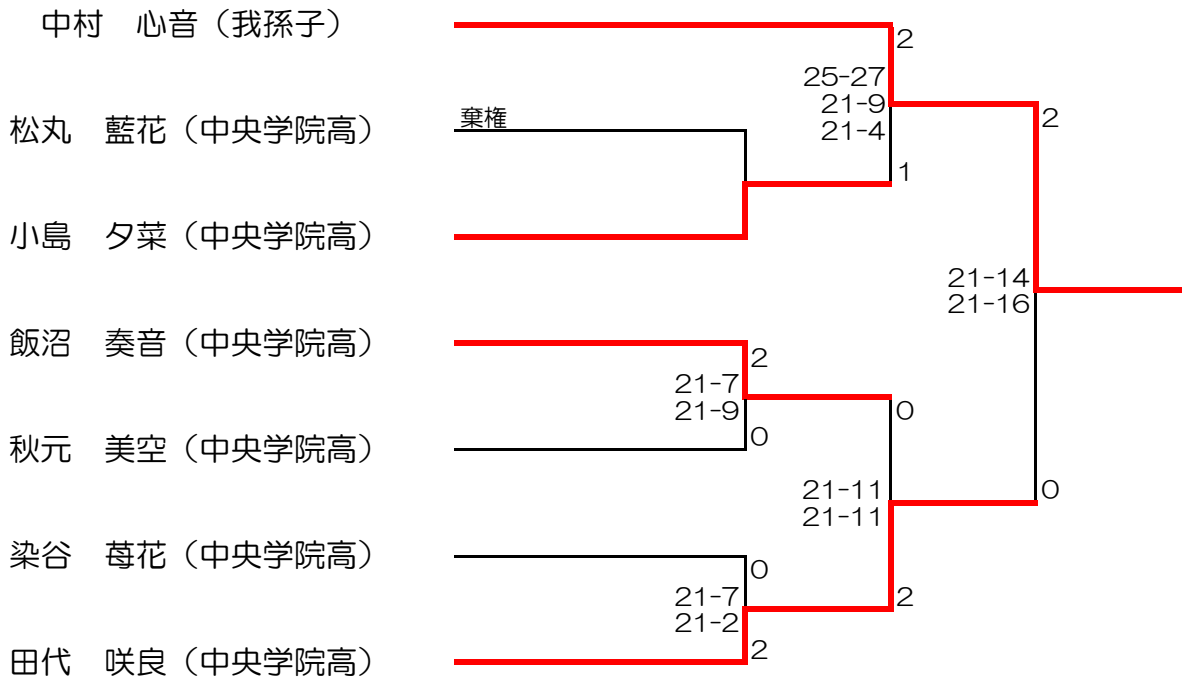 中村　心音（我孫子）
2
25-27
21-9
21-4
松丸　藍花（中央学院高）
棄権
2
1
小島　夕菜（中央学院高）
21-14
21-16
飯沼　奏音（中央学院高）
2
21-7
21-9
0
0
秋元　美空（中央学院高）
21-11
21-11
0
染谷　苺花（中央学院高）
0
21-7
21-2
2
2
田代　咲良（中央学院高）